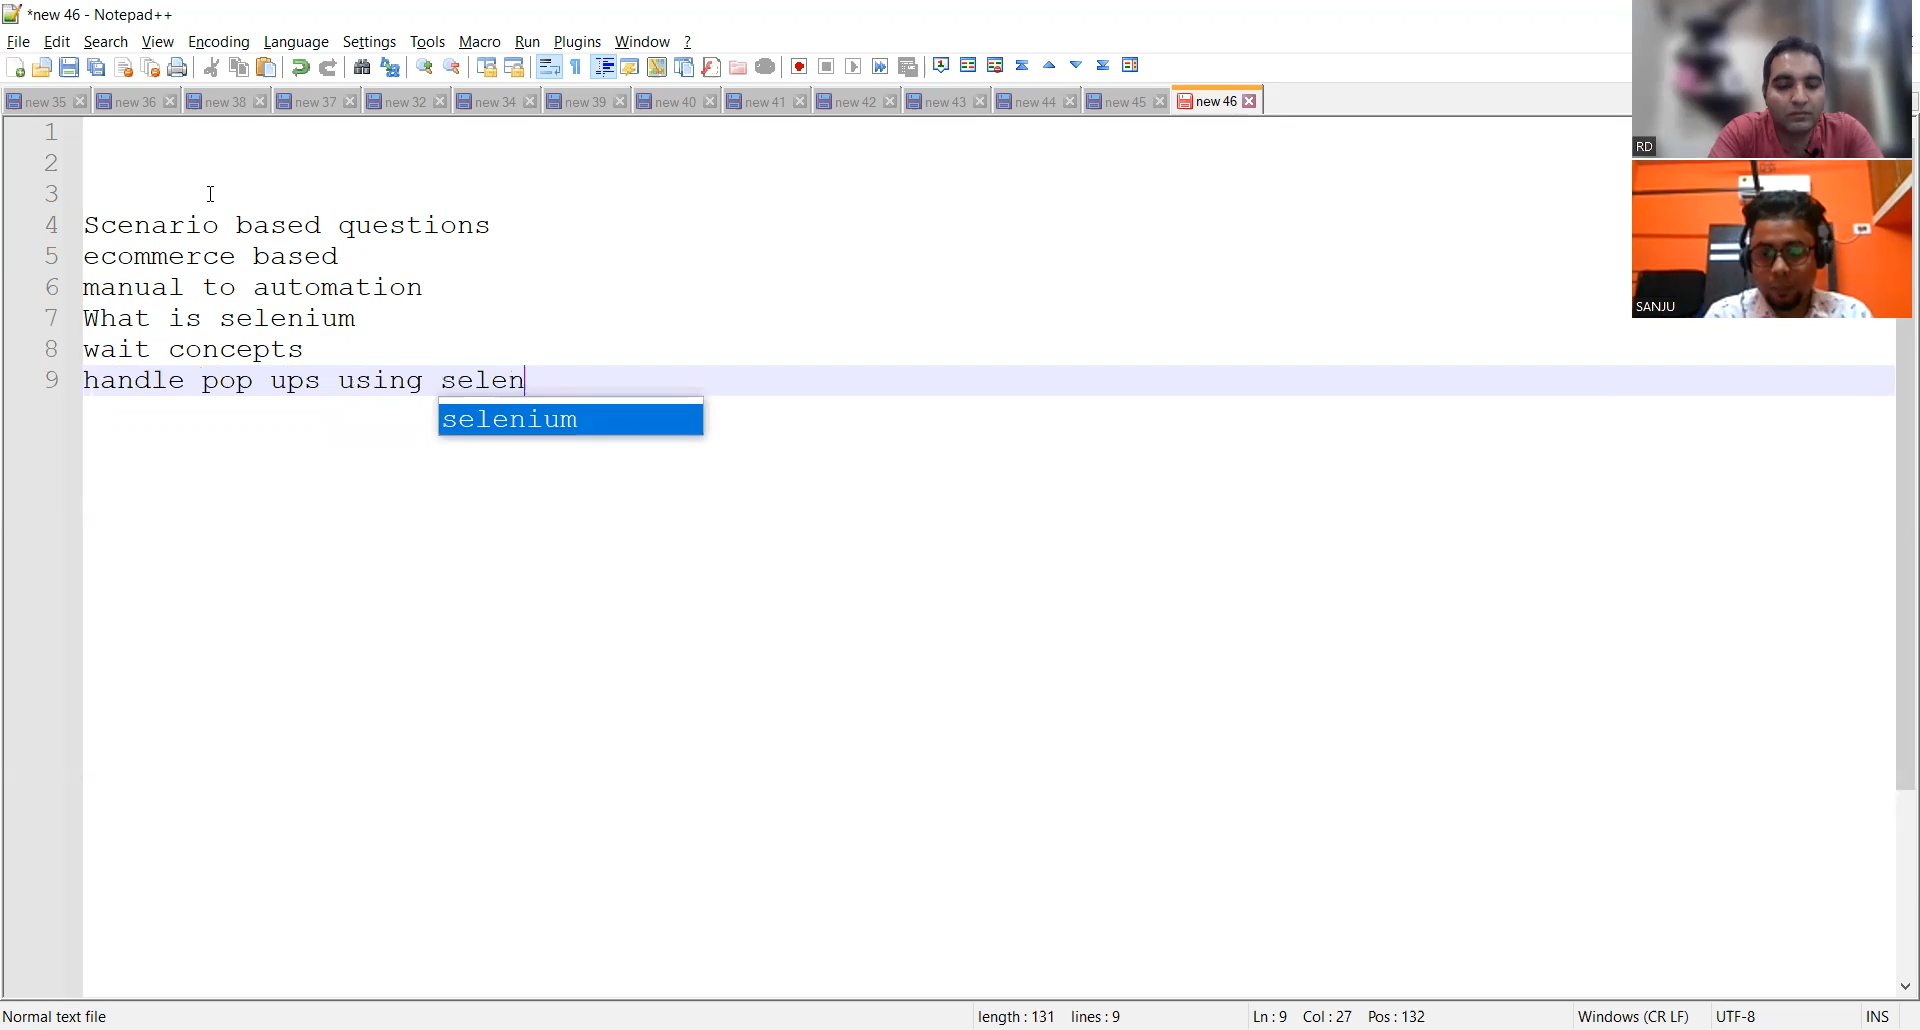 *new 46 - Notepad++
File Edit Search View Encoding Language Settings Tools Macro Run Plugins Window ?
new 35 new 36 new 38 new 37 new 32 new 34 new 39 new 40 new 41 new 42 new 43 new 44 new 45 new 46
RD
SANJU
1
2
3
4 Scenario based questions
5 ecommerce based
6 manual to automation
7 What is selenium
8 wait concepts
9 handle pop ups using selen
selenium
Normal text file length : 131 lines : 9 Ln : 9 Col : 27 Pos : 132 Windows (CR LF) UTF-8 INS